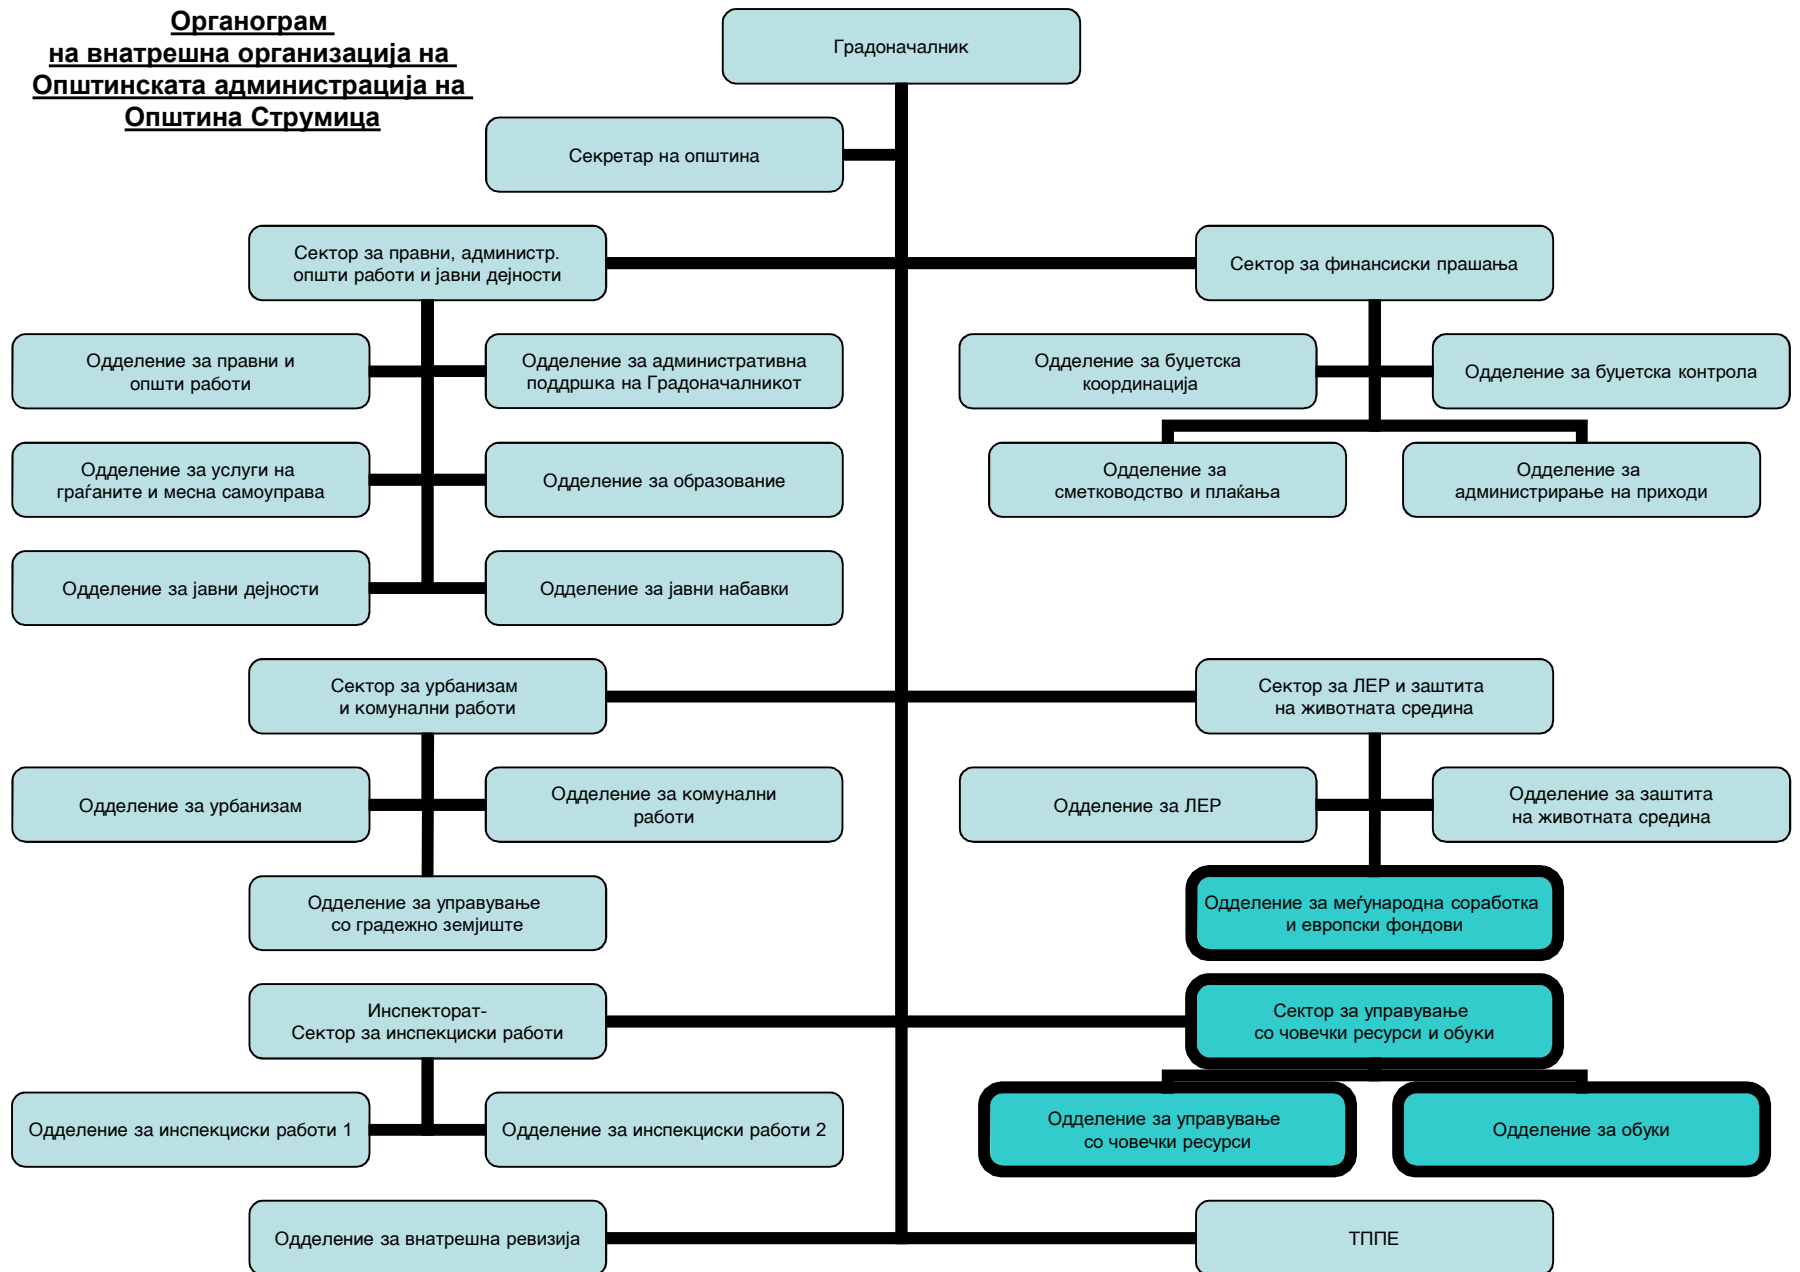 Органограм
на внатрешна организација на
Општинската администрација на
Општина Струмица
Градоначалник
Секретар на општина
Сектор за правни, администр.
општи работи и јавни дејности
Сектор за финансиски прашања
Одделение за правни и
општи работи
Одделение за административна
поддршка на Градоначалникот
Одделение за буџетска
координација
Одделение за буџетска контрола
Одделение за услуги на
граѓаните и месна самоуправа
Одделение за образование
Одделение за
сметководство и плаќања
Одделение за
администрирање на приходи
Одделение за јавни дејности
Одделение за јавни набавки
Сектор за урбанизам
и комунални работи
Сектор за ЛЕР и заштита
на животната средина
Одделение за урбанизам
Одделение за комунални
работи
Одделение за ЛЕР
Одделение за заштита
на животната средина
Одделение за управување
со градежно земјиште
Одделение за меѓународна соработка
и европски фондови
Инспекторат-
Сектор за инспекциски работи
Сектор за управување
со човечки ресурси и обуки
Одделение за инспекциски работи 1
Одделение за инспекциски работи 2
Одделение за управување
со човечки ресурси
Одделение за обуки
Одделение за внатрешна ревизија
ТППЕ